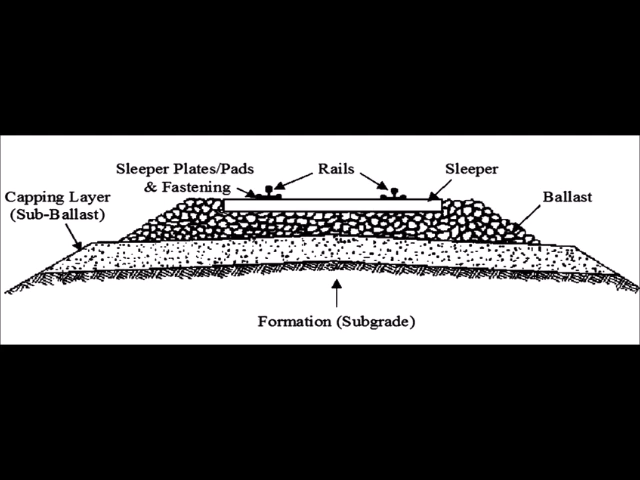 Sleeper Plates/Pads
& Fastening
Rails
Sleeper
Capping Layer
(Sub-Ballast)
Ballast
Formation (Subgrade)